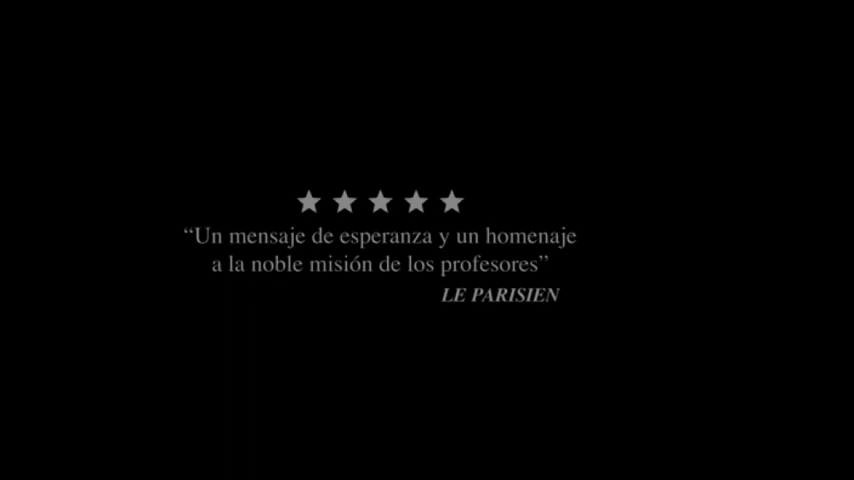 “Un mensaje de esperanza y un homenaje
a la noble misión de los profesores”
LE PARISIEN